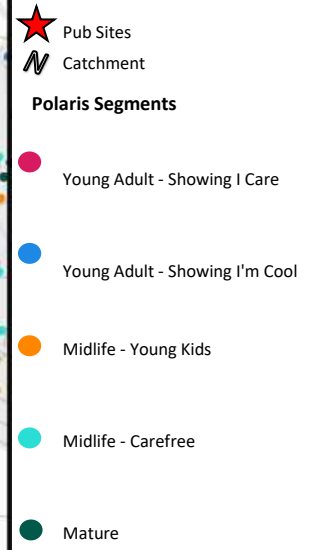 Pub Sites
Catchment
Polaris Segments
Young Adult - Showing I Care
Young Adult - Showing I'm Cool
Midlife - Young Kids
Midlife - Carefree
Mature